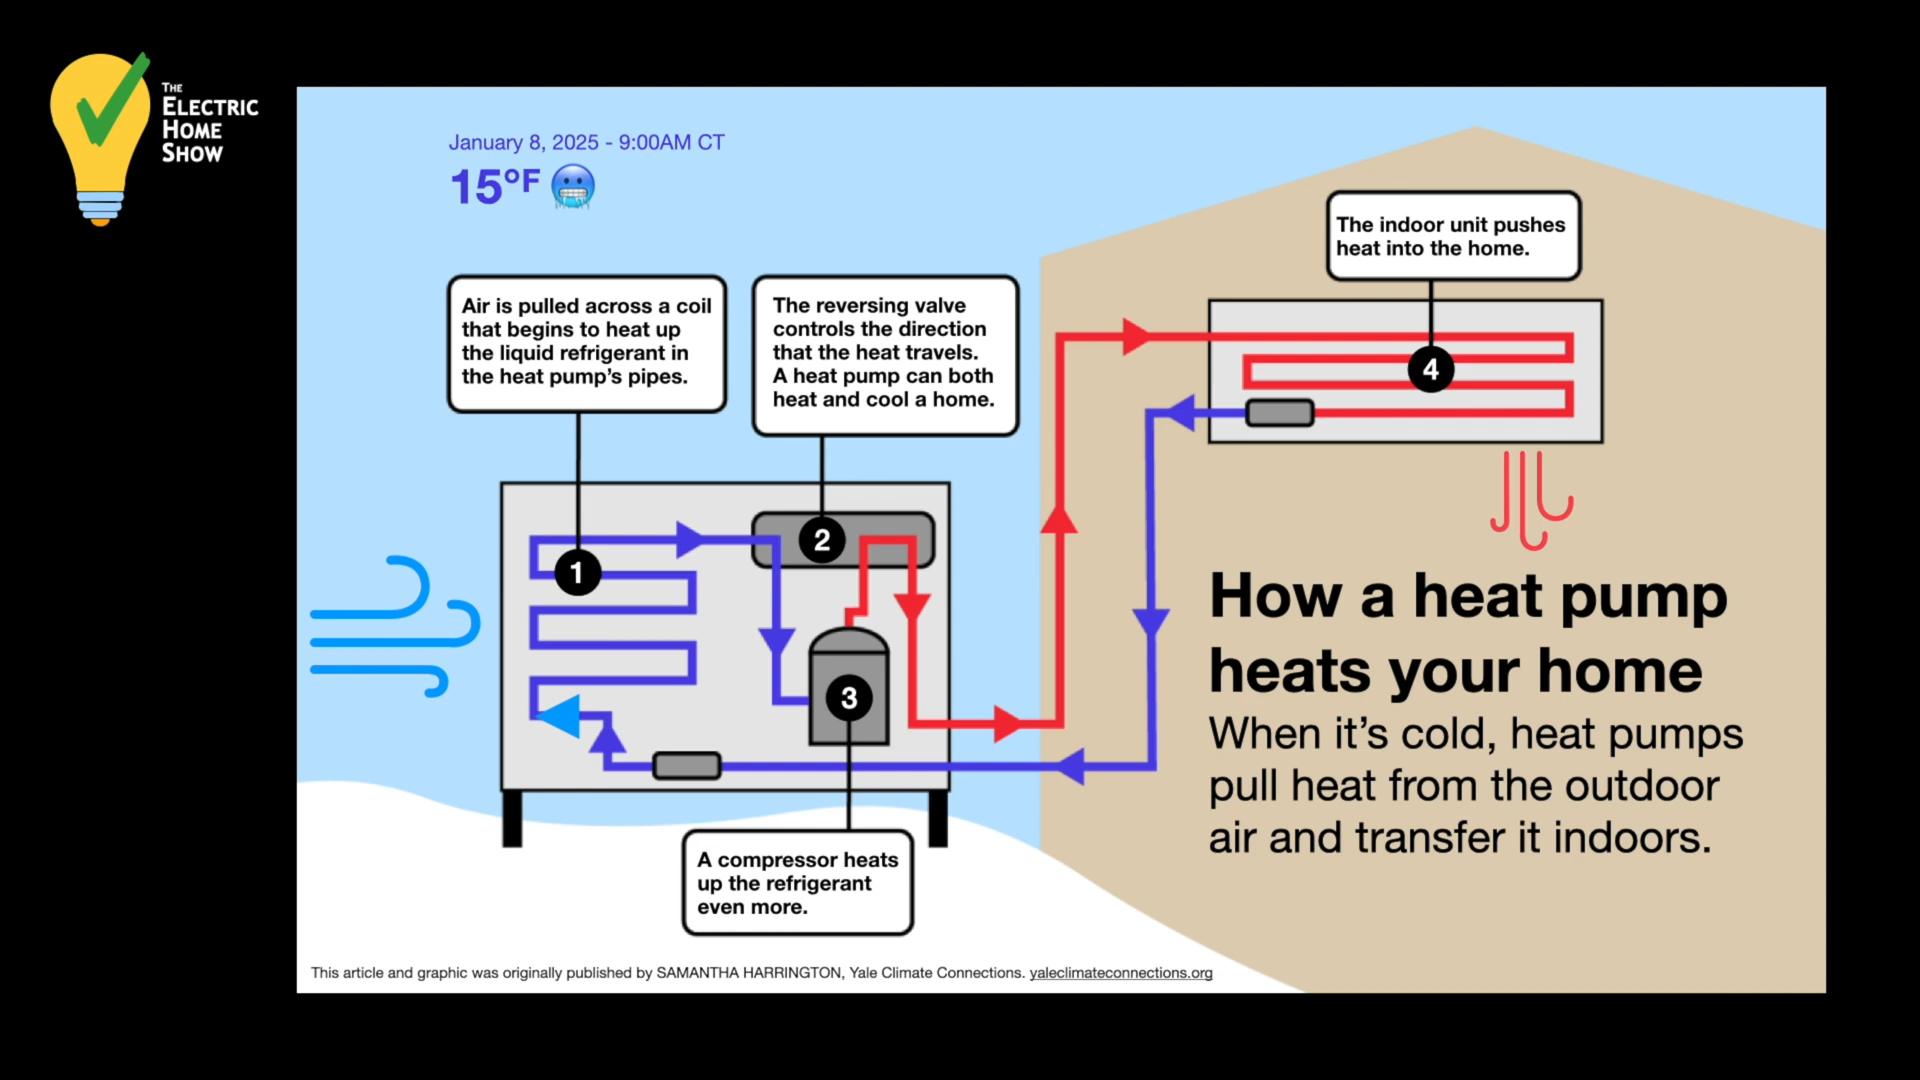 THE
ELECTRIC
HOME
SHOW
January 8, 2025 - 9:00AM CT
15°F
The indoor unit pushes
heat into the home.
Air is pulled across a coil
that begins to heat up
the liquid refrigerant in
the heat pump's pipes.
The reversing valve
controls the direction
that the heat travels.
A heat pump can both
heat and cool a home.
4
2
1
3
How a heat pump
heats your home
When it's cold, heat pumps
pull heat from the outdoor
air and transfer it indoors.
A compressor heats
up the refrigerant
even more.
This article and graphic was originally published by SAMANTHA HARRINGTON, Yale Climate Connections. yaleclimateconnections.org